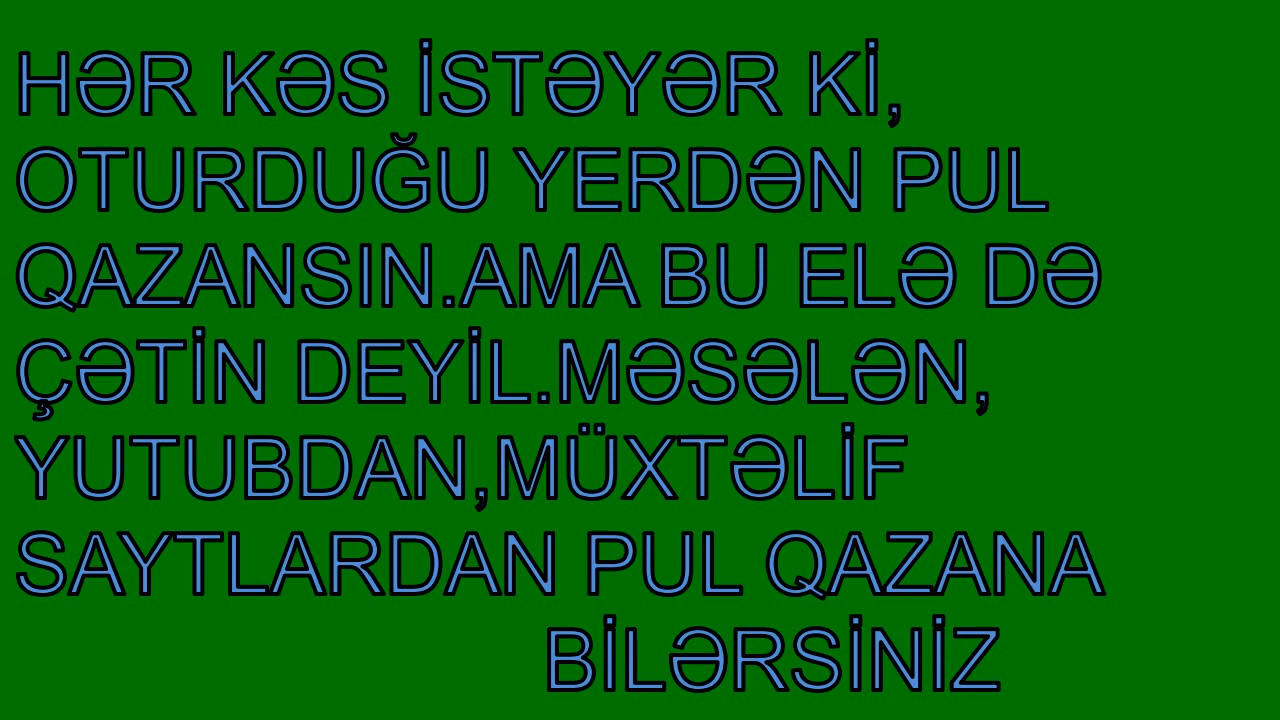 HƏR KƏS İSTƏYƏR Kİ,
OTURDUĞU YERDƏN PUL
QAZANSIN.AMA BU ELƏ DƏ
ÇƏTİN DEYİL.MƏSƏLƏN,
YUTUBDAN,MÜXTƏLİF
SAYTLARDAN PUL QAZANA
BİLƏRSİNİZ